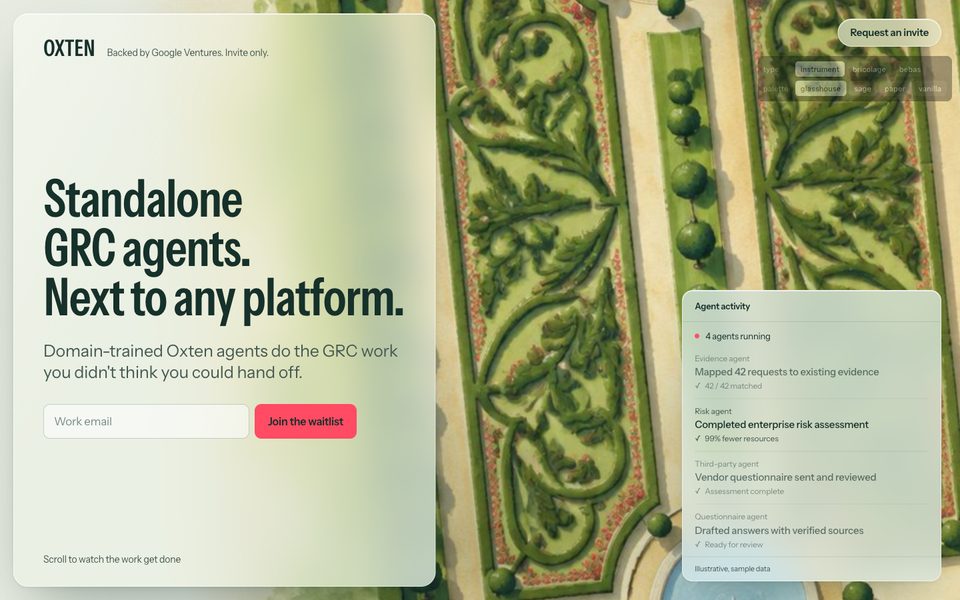 OXTEN
Backed by Google Ventures. Invite only.
Request an invite
type instrument bricolage bebas
palette glasshouse sage paper vanilla
Standalone
GRC agents.
Next to any platform.
Domain-trained Oxten agents do the GRC work
you didn't think you could hand off.
Work email
Join the waitlist
Scroll to watch the work get done
Agent activity
4 agents running
Evidence agent
Mapped 42 requests to existing evidence
✓ 42 / 42 matched
Risk agent
Completed enterprise risk assessment
✓ 99% fewer resources
Third-party agent
Vendor questionnaire sent and reviewed
✓ Assessment complete
Questionnaire agent
Drafted answers with verified sources
✓ Ready for review
Illustrative, sample data